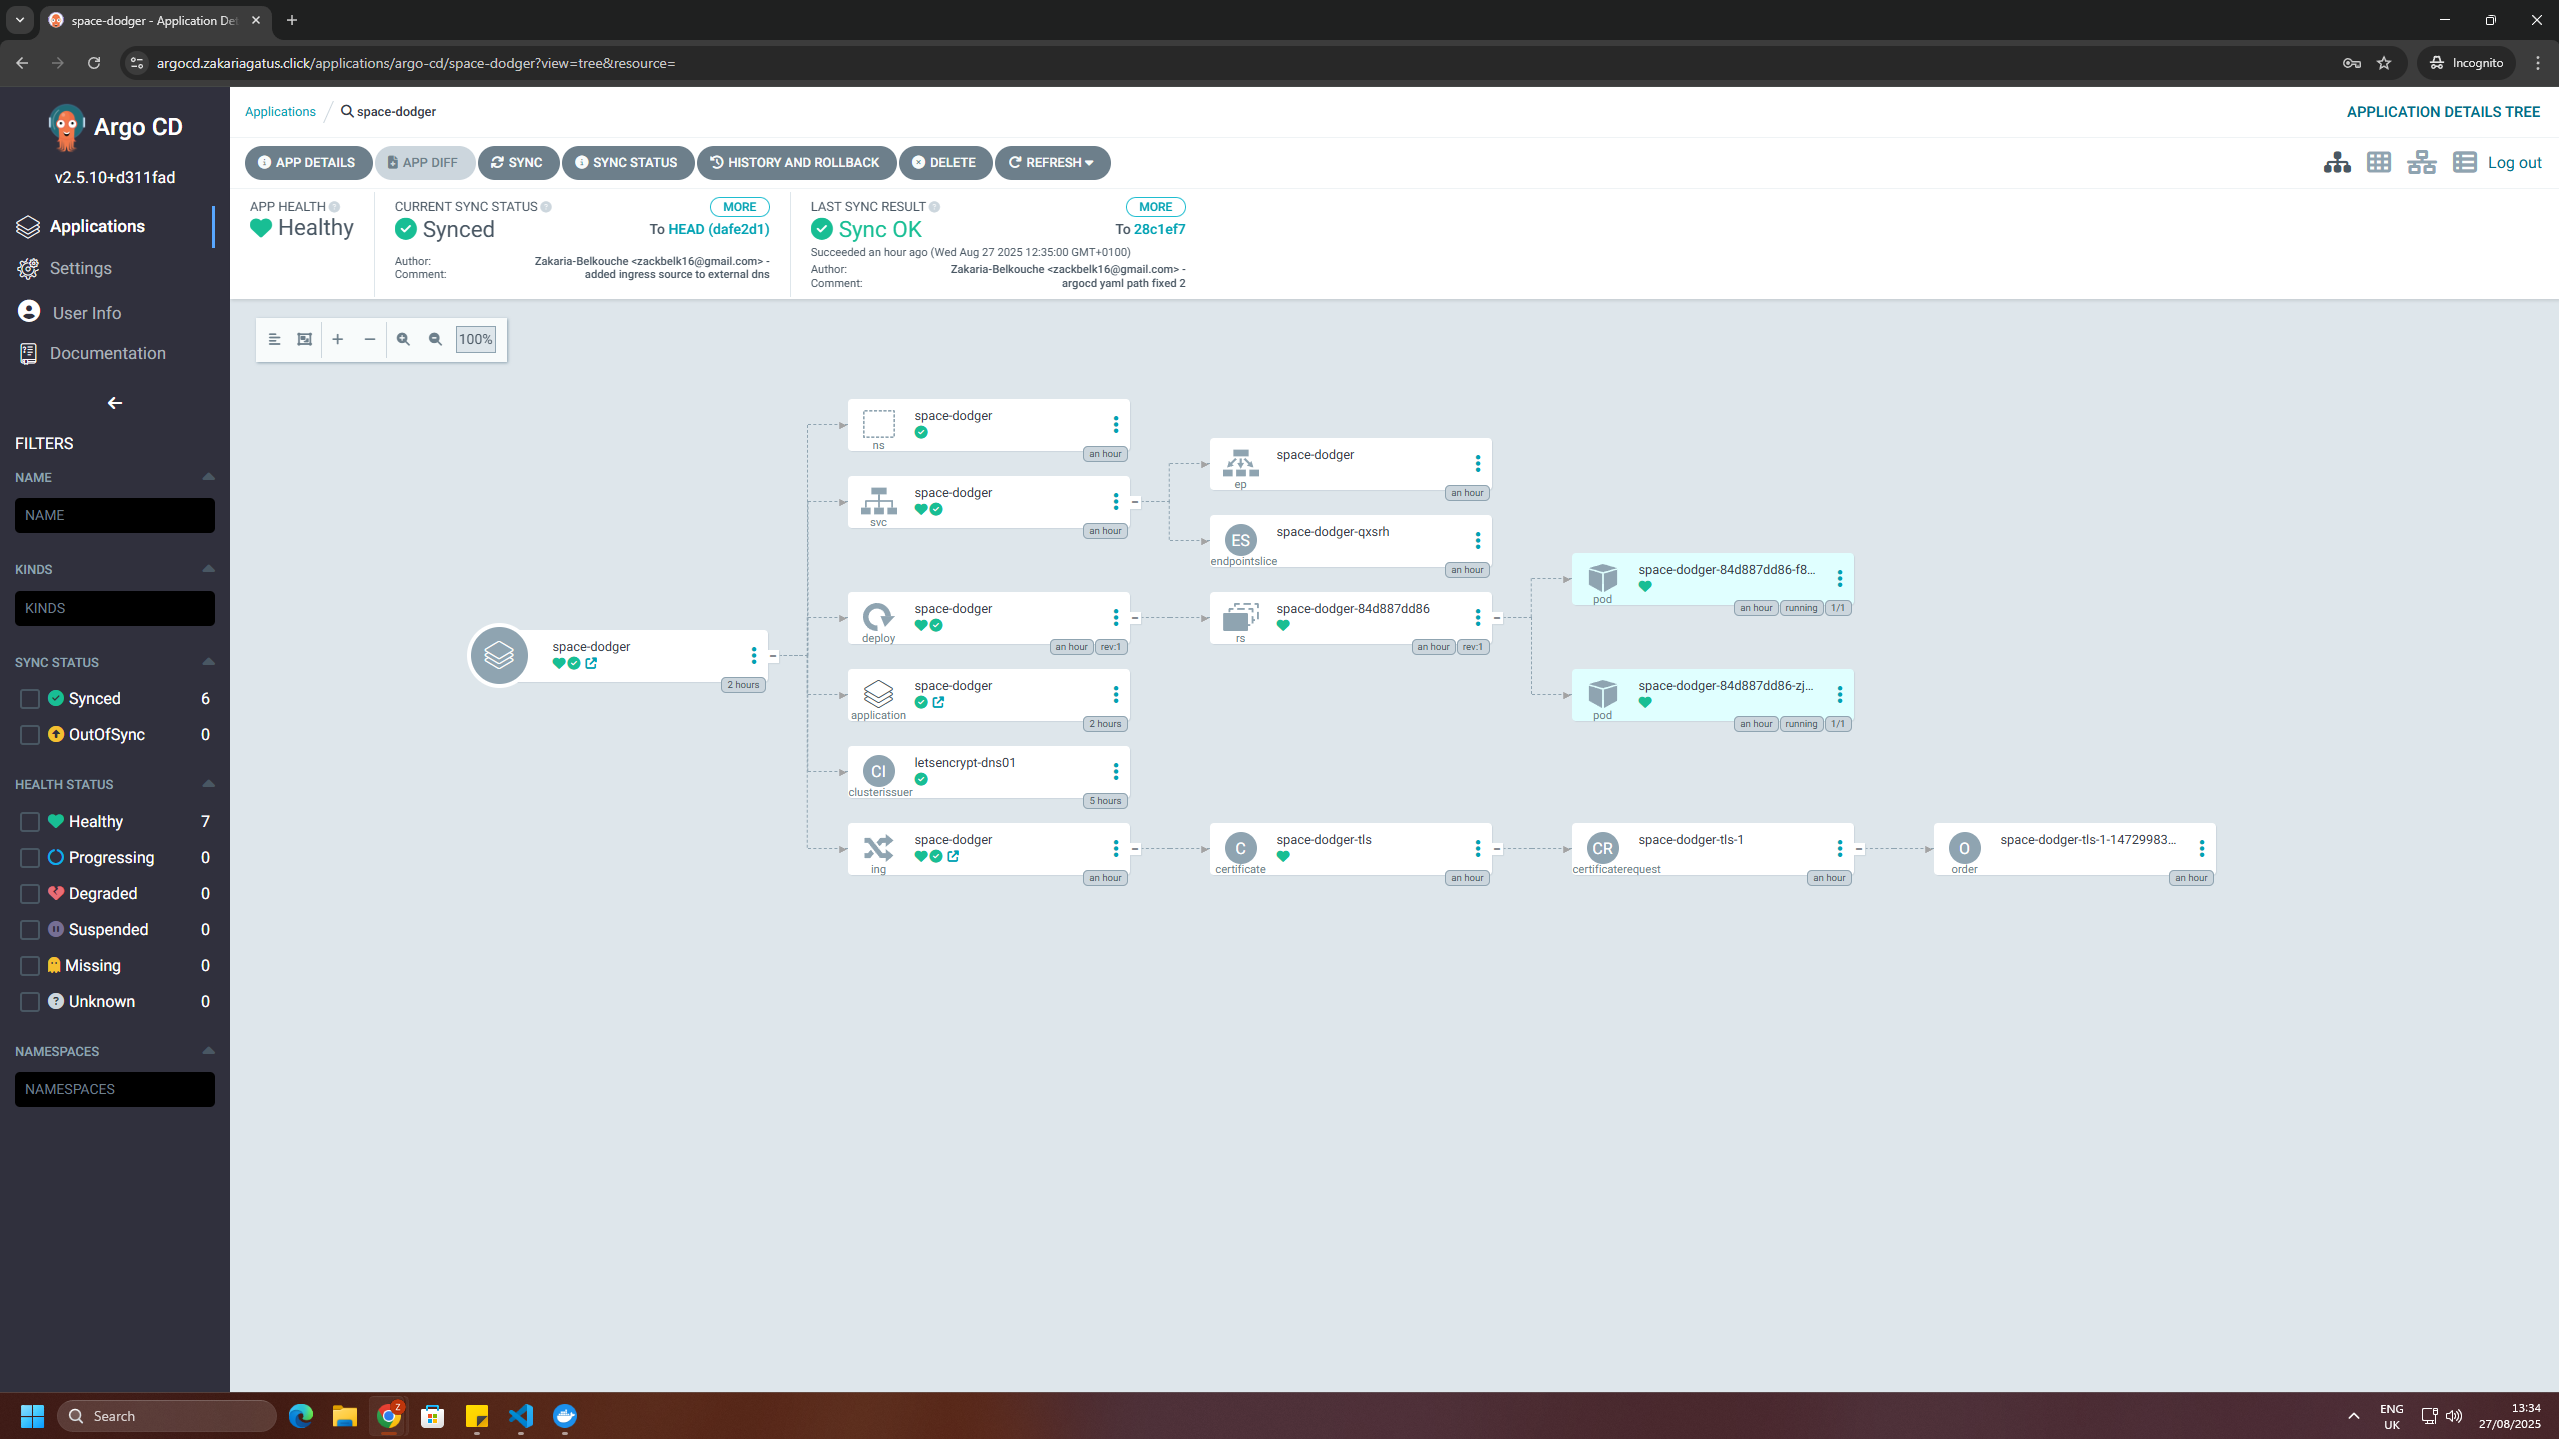 space-dodger - Application Det
argocd.zakariagatus.click/applications/argo-cd/space-dodger?view=tree&resource=
Incognito
Argo CD
v2.5.10+d311fad
Applications
Settings
User Info
Documentation
FILTERS
NAME
NAME
KINDS
KINDS
SYNC STATUS
Synced 6
OutOfSync 0
HEALTH STATUS
Healthy 7
Progressing 0
Degraded 0
Suspended 0
Missing 0
Unknown 0
NAMESPACES
NAMESPACES
Applications / space-dodger
APPLICATION DETAILS TREE
APP DETAILS APP DIFF SYNC SYNC STATUS HISTORY AND ROLLBACK DELETE REFRESH
Log out
APP HEALTH
Healthy
CURRENT SYNC STATUS MORE
Synced To HEAD (dafe2d1)
Author: Zakaria-Belkouche <zackbelk16@gmail.com> -
Comment: added ingress source to external dns
LAST SYNC RESULT MORE
Sync OK To 28c1ef7
Succeeded an hour ago (Wed Aug 27 2025 12:35:00 GMT+0100)
Author: Zakaria-Belkouche <zackbelk16@gmail.com> -
Comment: argocd yaml path fixed 2
100%
space-dodger
2 hours
space-dodger
ns
an hour
space-dodger
svc
an hour
space-dodger
ep
an hour
ES
space-dodger-qxsrh
endpointslice
an hour
space-dodger
deploy
an hour rev:1
space-dodger-84d887dd86
rs
an hour rev:1
space-dodger-84d887dd86-f8...
pod
an hour running 1/1
space-dodger-84d887dd86-zj...
pod
an hour running 1/1
space-dodger
application
2 hours
CI
letsencrypt-dns01
clusterissuer
5 hours
space-dodger
ing
an hour
C
space-dodger-tls
certificate
an hour
CR
space-dodger-tls-1
certificaterequest
an hour
O
space-dodger-tls-1-14729983...
order
an hour
Search
Z
ENG
UK
13:34
27/08/2025